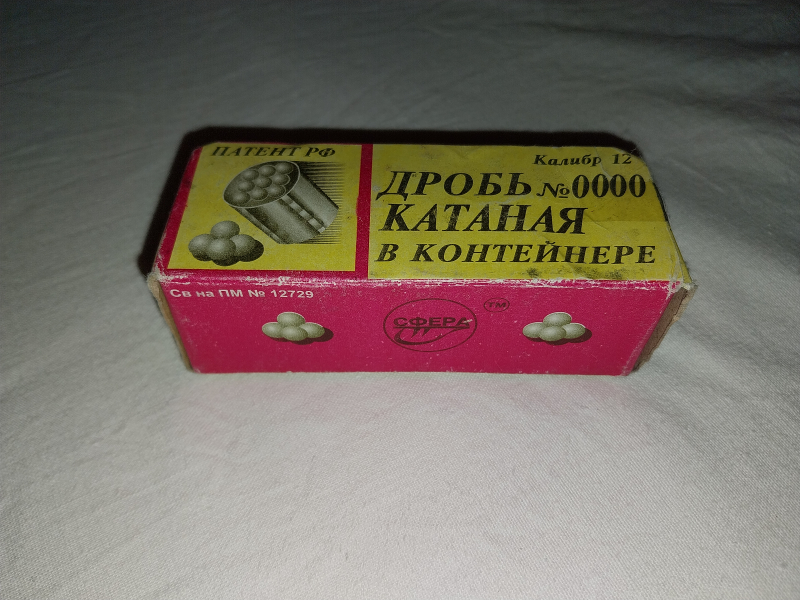 ПАТЕНТ РФ
Калибр 12
ДРОБЬ №0000
КАТАНАЯ
В КОНТЕЙНЕРЕ
Св на ПМ № 12729
СФЕРА
TM